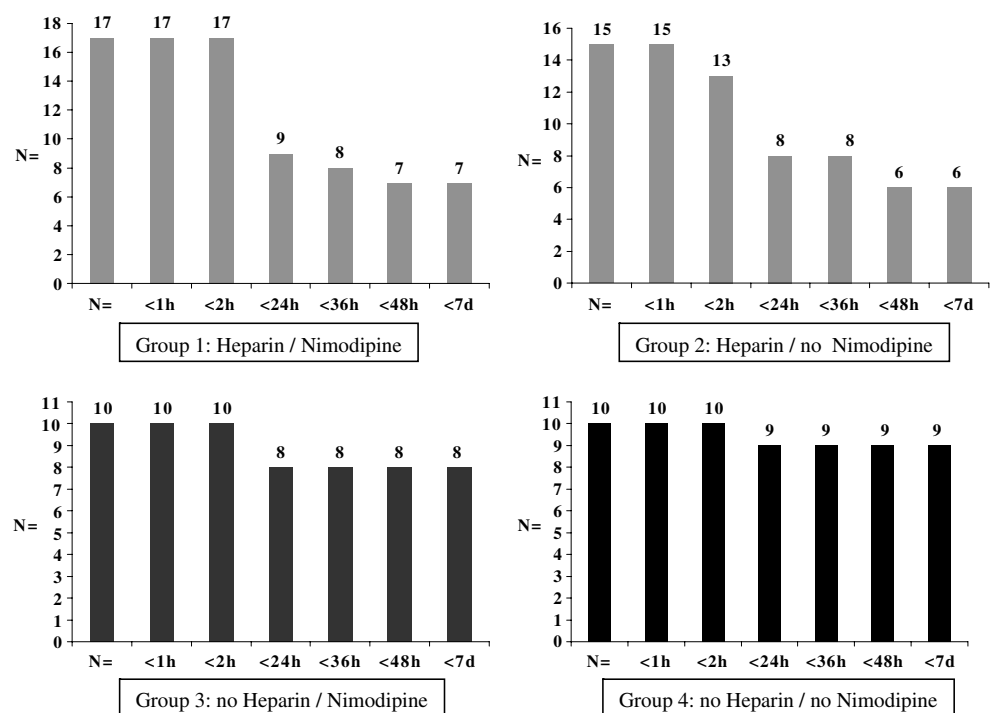 18
16
14
12
10
8
6
4
2
0
N=
17 17 17 9 8 7 7
N= <1h <2h <24h <36h <48h <7d
Group 1: Heparin / Nimodipine
16
14
12
10
8
6
4
2
0
N=
15 15 13 8 8 6 6
N= <1h <2h <24h <36h <48h <7d
Group 2: Heparin / no Nimodipine
11
10
9
8
7
6
5
4
3
2
1
0
N=
10 10 10 8 8 8 8
N= <1h <2h <24h <36h <48h <7d
Group 3: no Heparin / Nimodipine
11
10
9
8
7
6
5
4
3
2
1
0
N=
10 10 10 9 9 9 9
N= <1h <2h <24h <36h <48h <7d
Group 4: no Heparin / no Nimodipine